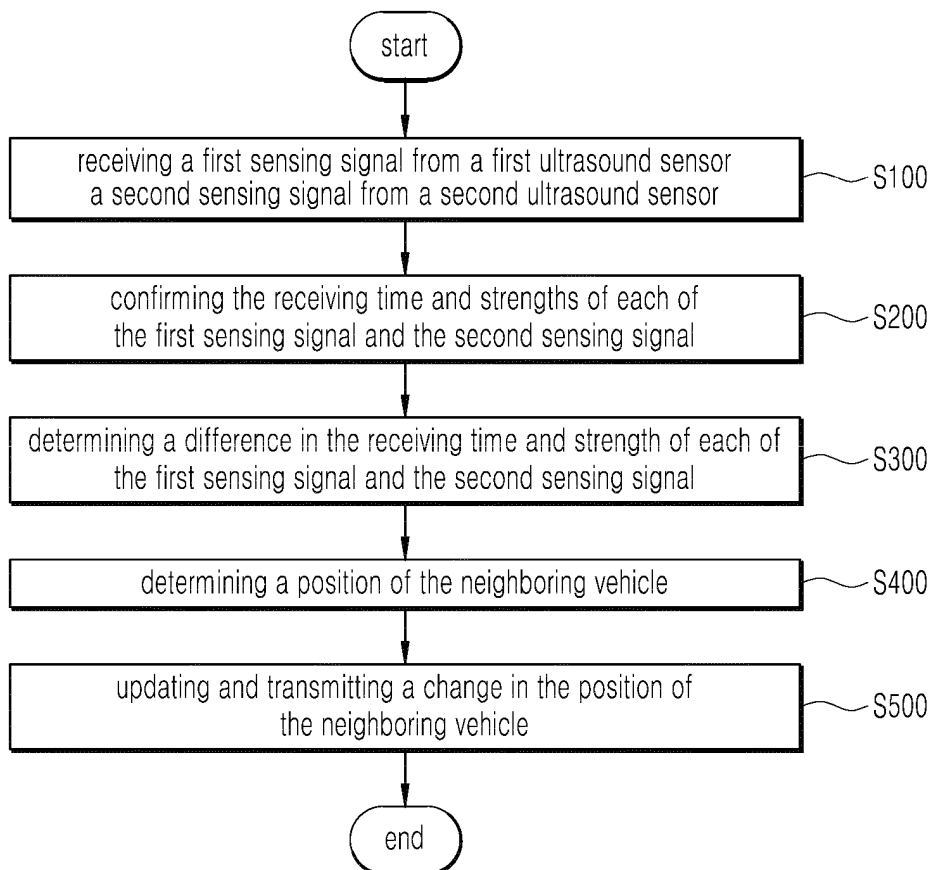 start
receiving a first sensing signal from a first ultrasound sensor
a second sensing signal from a second ultrasound sensor
S100
confirming the receiving time and strengths of each of
the first sensing signal and the second sensing signal
S200
determining a difference in the receiving time and strength of each of
the first sensing signal and the second sensing signal
S300
determining a position of the neighboring vehicle
S400
updating and transmitting a change in the position of
the neighboring vehicle
S500
end